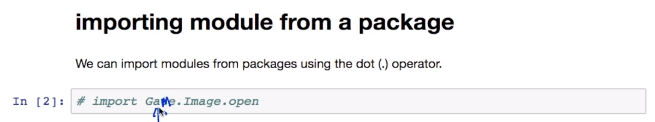 importing module from a package
We can import modules from packages using the dot (.) operator.
In [2]: # import Game.Image.open